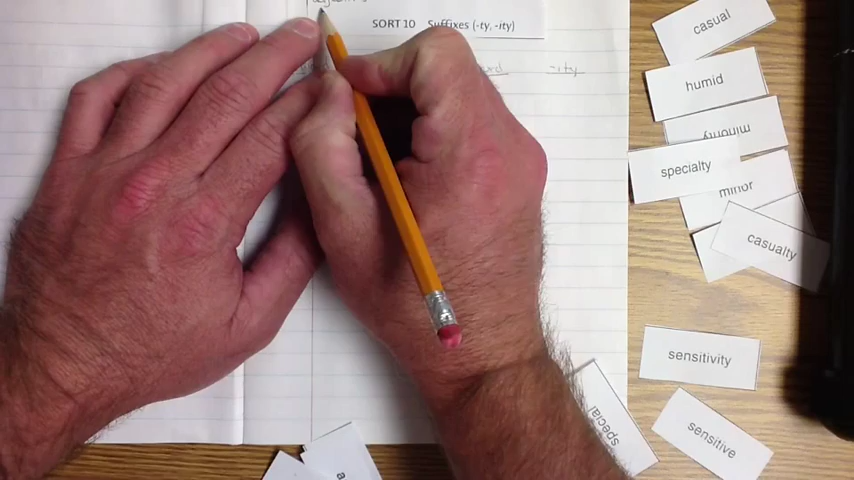 SORT 10 Suffixes (-ty, -ity)
-ity
casual
humid
minority
specialty
minor
casualty
sensitivity
sensitive
special
a